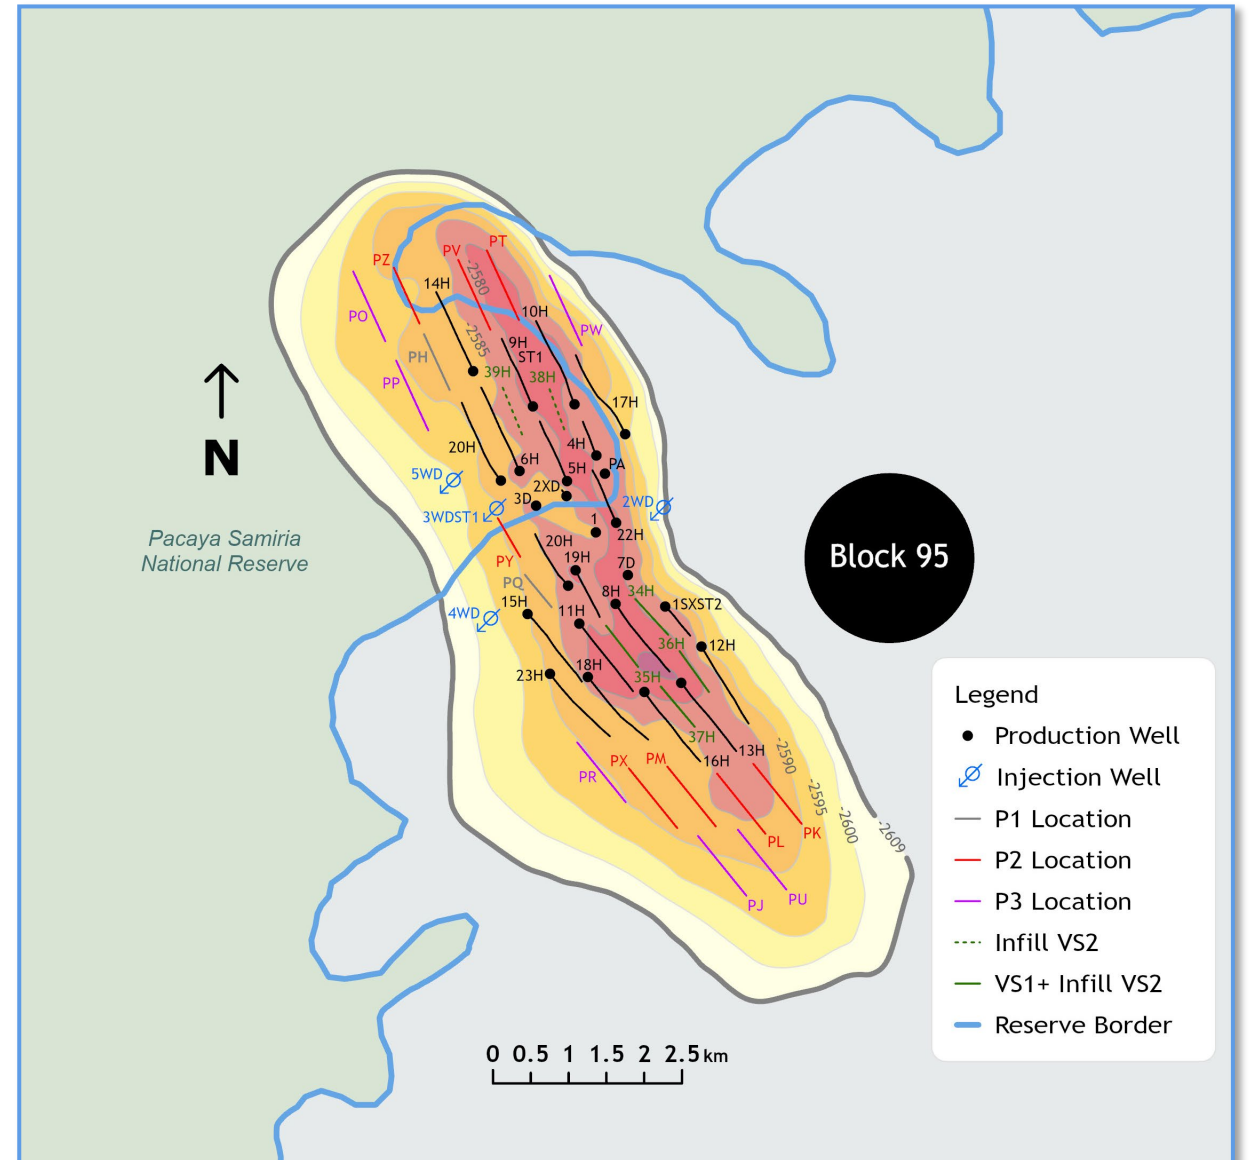 PT
PV
PZ
-2580
14H
10H
PO
PW
-2585
9H
ST1
PH
39H
38H
PP
17H
20H
4H
6H
PA
5H
5WD
2XD
3D
2WD
3WDST1
1
22H
N
Pacaya Samiria
National Reserve
20H
19H
PY
7D
PQ
Block 95
15H
8H
34H
11H
1SXST2
4WD
36H
12H
18H
23H
35H
37H
13H
16H
PX
PM
PR
-2590
-2595
-2600
-2609
PK
PL
PU
PJ
Legend
Production Well
Injection Well
P1 Location
P2 Location
P3 Location
Infill VS2
VS1+ Infill VS2
Reserve Border
0 0.5 1 1.5 2 2.5 km